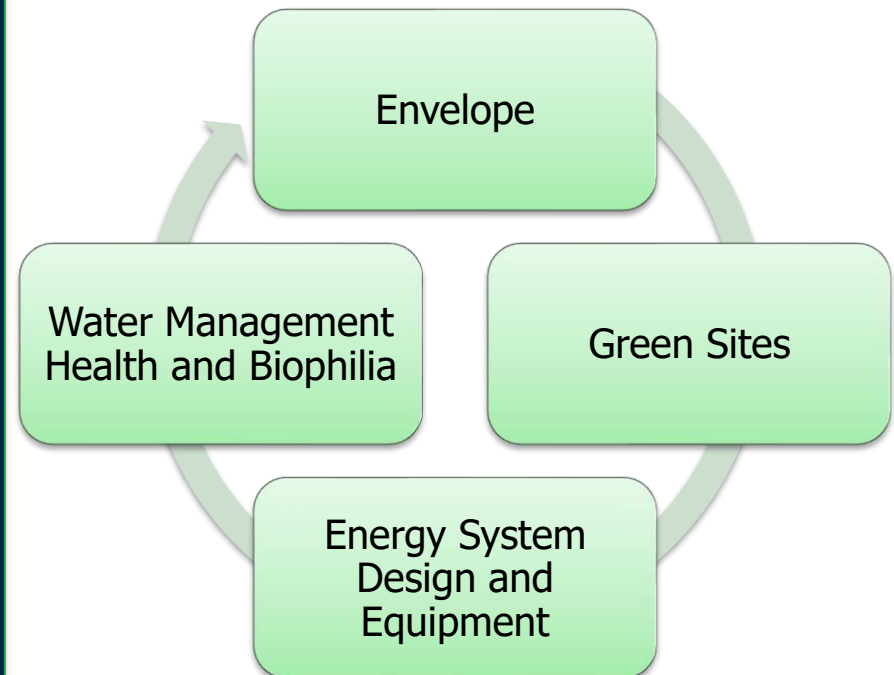 Envelope
Green Sites
Energy System
Design and
Equipment
Water Management
Health and Biophilia